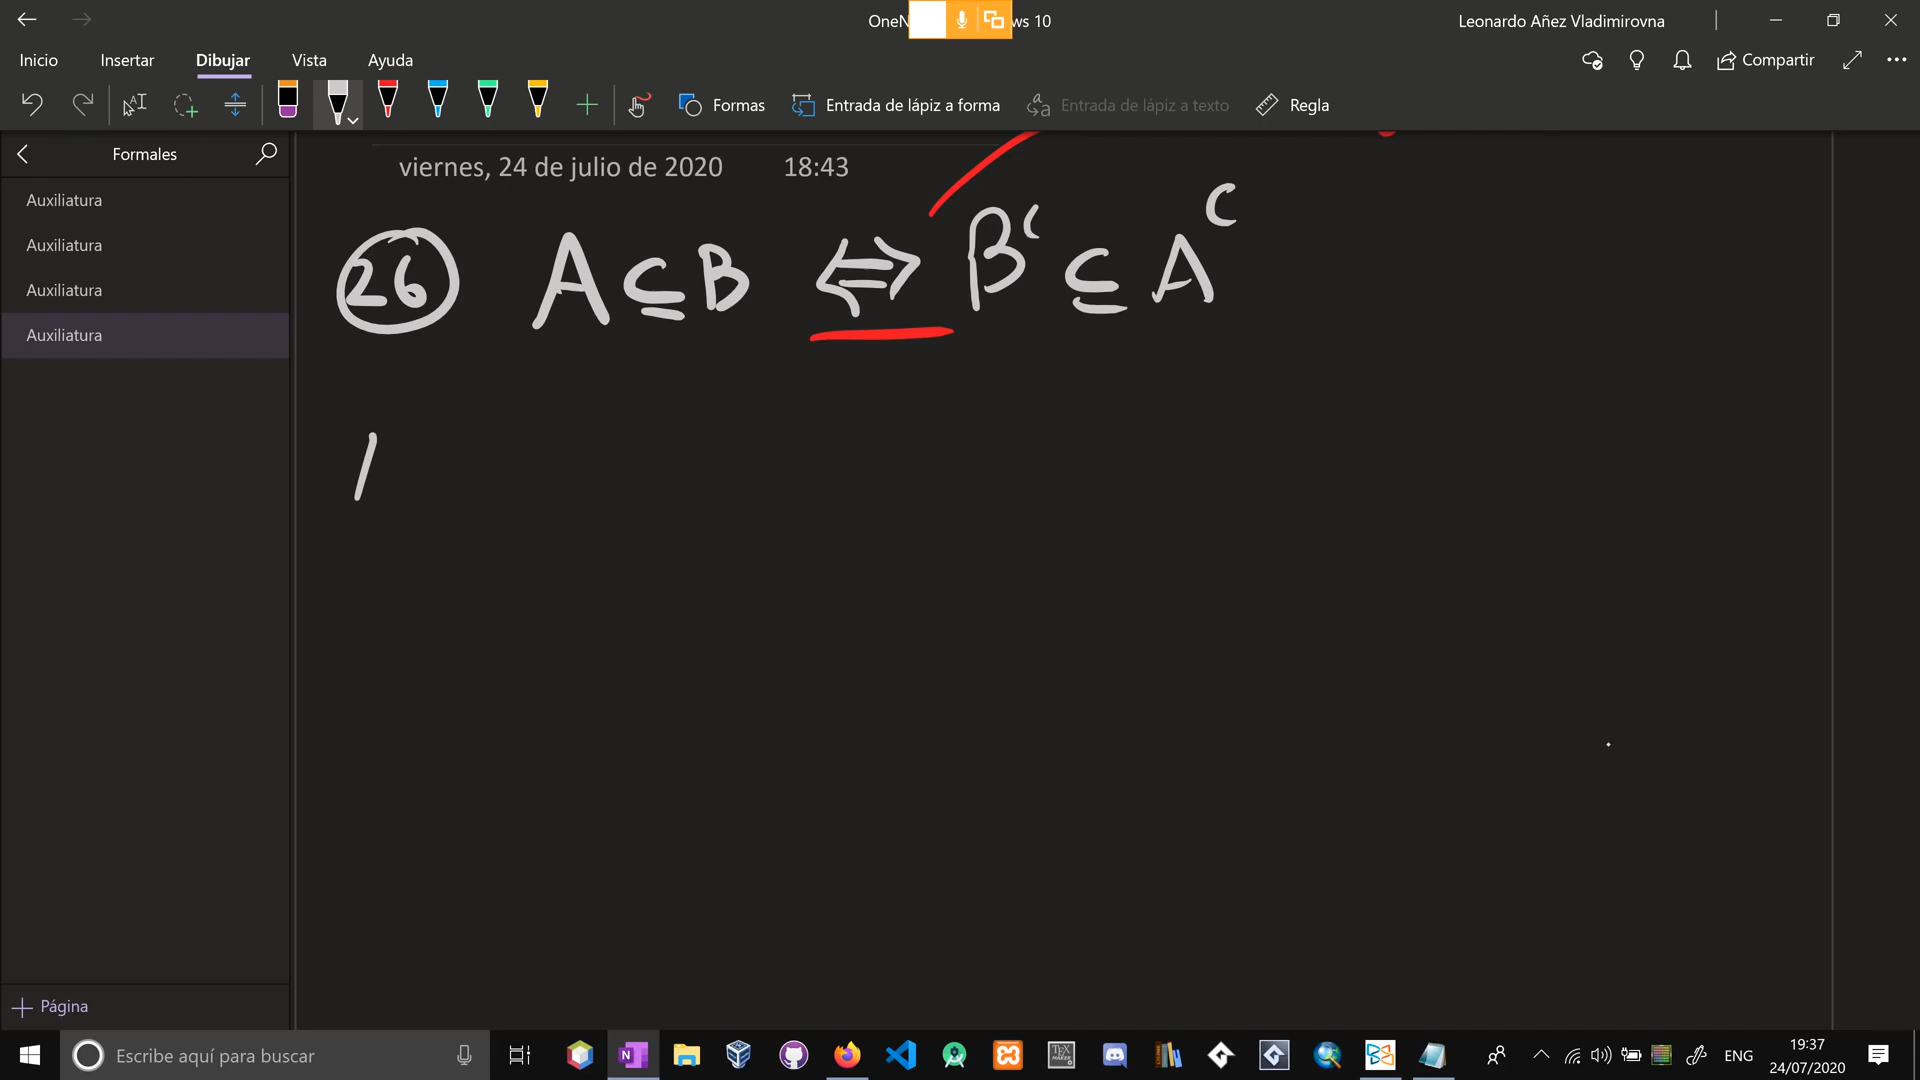 OneN ws 10
Leonardo Añez Vladimirovna
Inicio Insertar Dibujar Vista Ayuda
Compartir
Formas Entrada de lápiz a forma Entrada de lápiz a texto Regla
Formales
Auxiliatura
Auxiliatura
Auxiliatura
Auxiliatura
viernes, 24 de julio de 2020 18:43
26 A ⊆ B ⇔ B^c ⊆ A^c
Página
Escribe aquí para buscar
ENG
19:37
24/07/2020